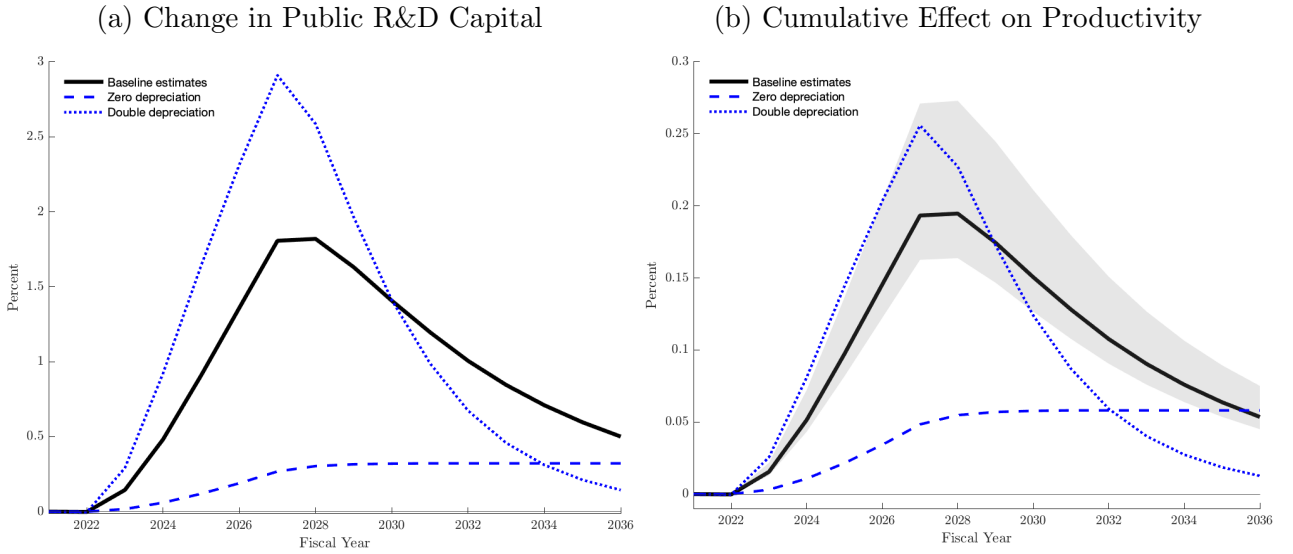 (a) Change in Public R&D Capital
3
2.5
2
1.5
1
0.5
0
Percent
Baseline estimates
Zero depreciation
Double depreciation
2022 2024 2026 2028 2030 2032 2034 2036
Fiscal Year
(b) Cumulative Effect on Productivity
0.3
0.25
0.2
0.15
0.1
0.05
0
Percent
Baseline estimates
Zero depreciation
Double depreciation
2022 2024 2026 2028 2030 2032 2034 2036
Fiscal Year